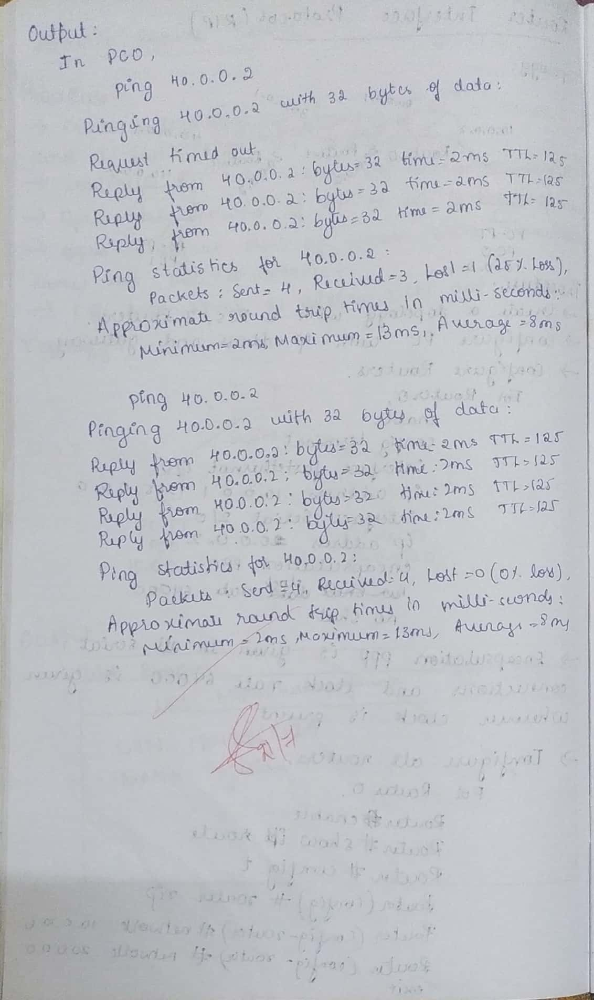 Output:
In PC0,
ping 40.0.0.2
Pinging 40.0.0.2 with 32 bytes of data:
Request timed out
Reply from 40.0.0.2: bytes=32 time=2ms TTL=125
Reply from 40.0.0.2: bytes=32 time=2ms TTL=125
Reply from 40.0.0.2: bytes=32 time=2ms TTL=125
Ping statistics for 40.0.0.2:
Packets: Sent=4, Received=3, Lost=1 (25% Loss),
Approximate round trip times in milli-seconds:
Minimum=2ms, Maximum=13ms, Average=8ms
ping 40.0.0.2
Pinging 40.0.0.2 with 32 bytes of data:
Reply from 40.0.0.2: bytes=32, time=2ms TTL=125
Reply from 40.0.0.2: bytes=32 time:2ms TTL=125
Reply from 40.0.0.2: bytes=32 time:2ms TTL=125
Reply from 40.0.0.2: bytes=32 time:2ms TTL=125
Ping statistics for 40.0.0.2:
Packets: Sent=4, Received=4, Lost=0 (0% loss),
Approximate round trip times in milli-seconds:
Minimum=2ms, Maximum=13ms, Average=8ms